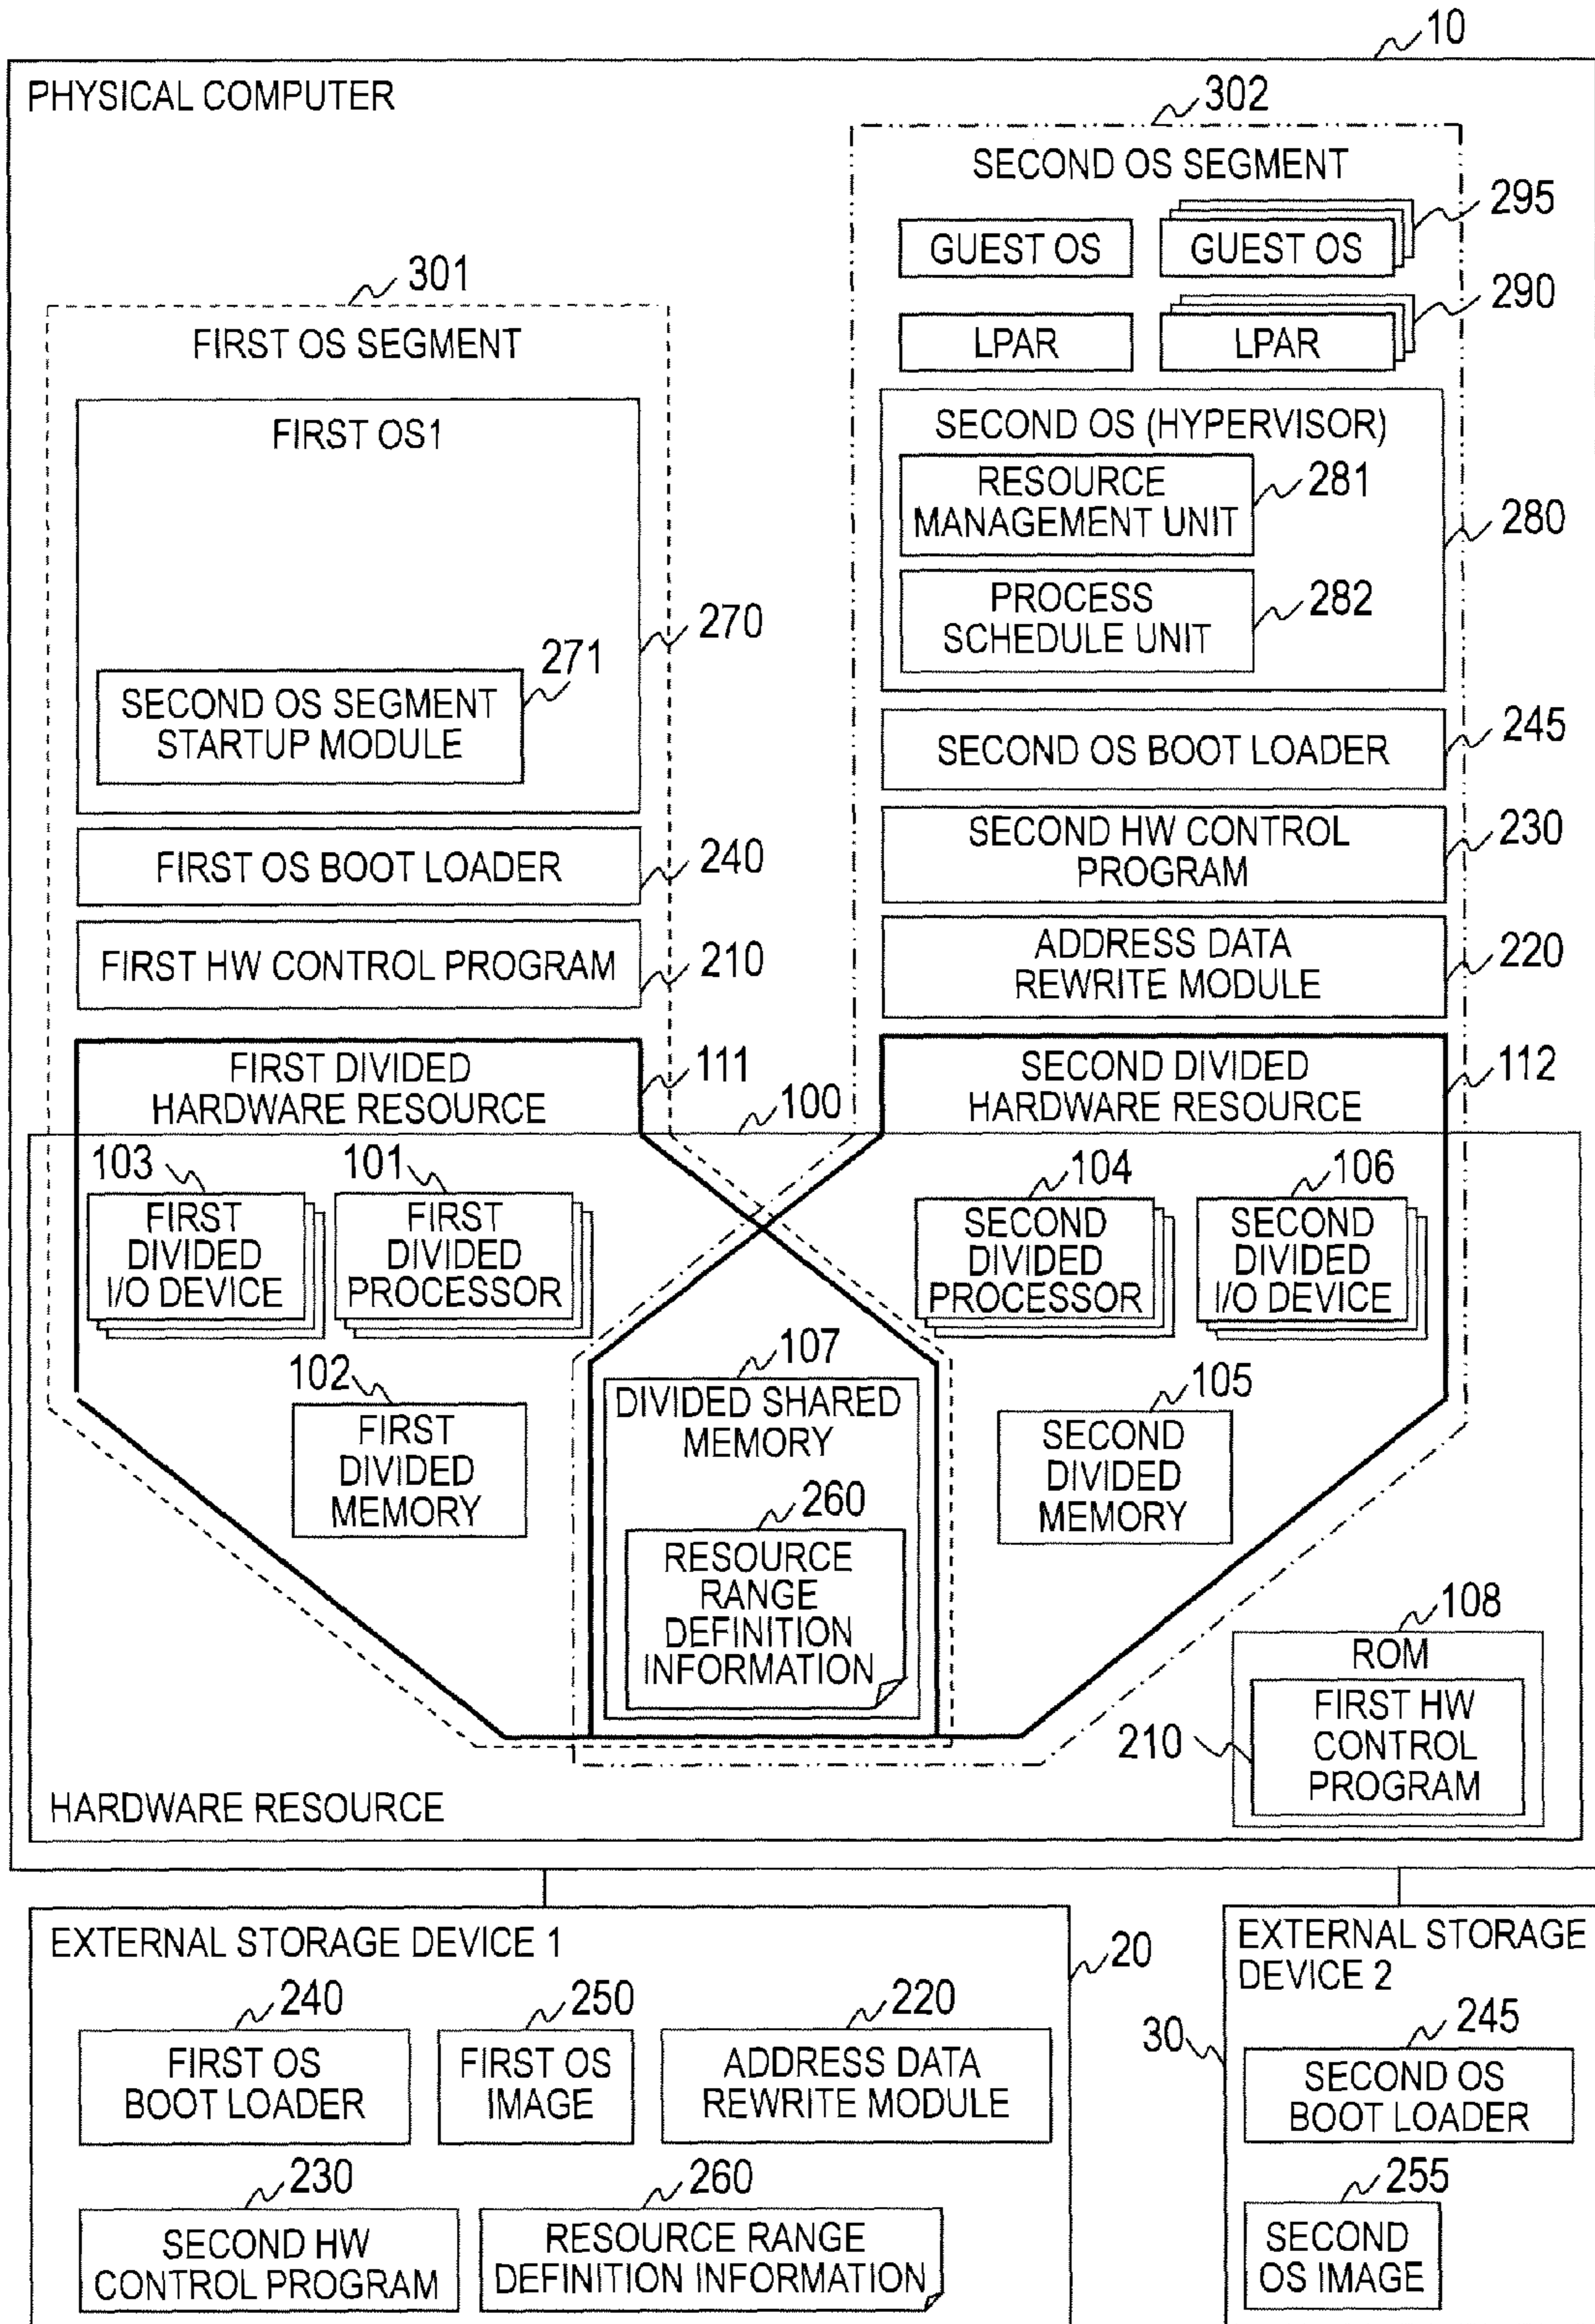 10
PHYSICAL COMPUTER
302
SECOND OS SEGMENT
295
GUEST OS
GUEST OS
290
LPAR
LPAR
301
FIRST OS SEGMENT
FIRST OS1
270
271
SECOND OS SEGMENT
STARTUP MODULE
SECOND OS (HYPERVISOR)
RESOURCE
MANAGEMENT UNIT
281
280
PROCESS
SCHEDULE UNIT
282
SECOND OS BOOT LOADER
245
FIRST OS BOOT LOADER
240
SECOND HW CONTROL
PROGRAM
230
FIRST HW CONTROL PROGRAM
210
ADDRESS DATA
REWRITE MODULE
220
FIRST DIVIDED
HARDWARE RESOURCE
111
100
SECOND DIVIDED
HARDWARE RESOURCE
112
103
FIRST
DIVIDED
I/O DEVICE
101
FIRST
DIVIDED
PROCESSOR
104
SECOND
DIVIDED
PROCESSOR
106
SECOND
DIVIDED
I/O DEVICE
102
FIRST
DIVIDED
MEMORY
107
DIVIDED SHARED
MEMORY
260
RESOURCE
RANGE
DEFINITION
INFORMATION
105
SECOND
DIVIDED
MEMORY
108
ROM
FIRST HW
CONTROL
PROGRAM
210
HARDWARE RESOURCE
EXTERNAL STORAGE DEVICE 1
20
240
FIRST OS
BOOT LOADER
250
FIRST OS
IMAGE
220
ADDRESS DATA
REWRITE MODULE
230
SECOND HW
CONTROL PROGRAM
260
RESOURCE RANGE
DEFINITION INFORMATION
EXTERNAL STORAGE
DEVICE 2
30
245
SECOND OS
BOOT LOADER
255
SECOND
OS IMAGE